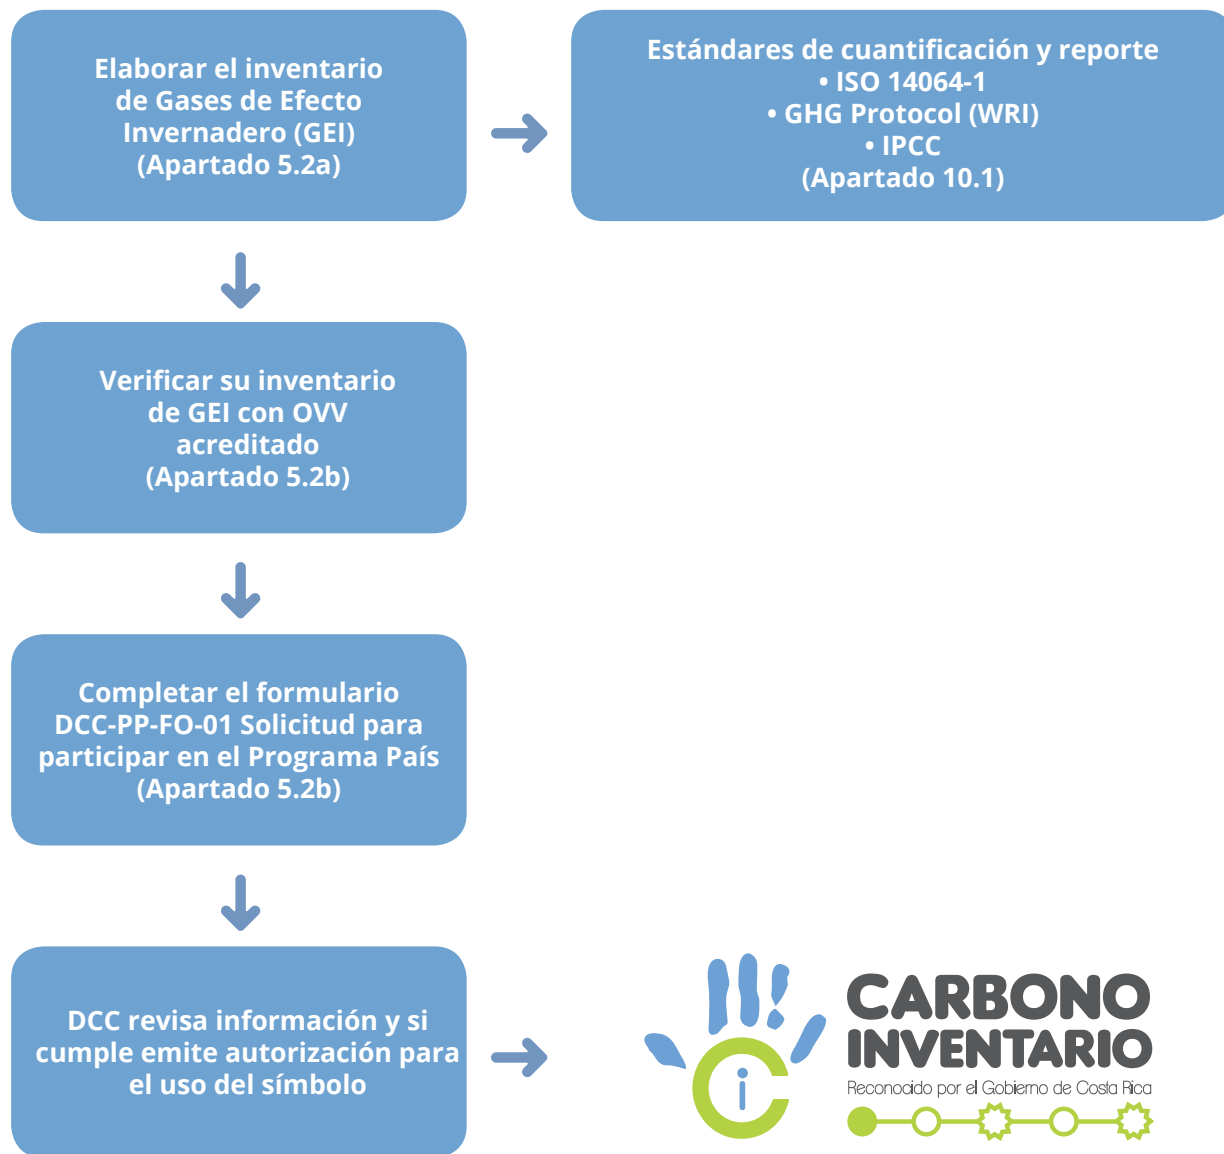 Elaborar el inventario
de Gases de Efecto
Invernadero (GEI)
(Apartado 5.2a)
Estándares de cuantificación y reporte
• ISO 14064-1
• GHG Protocol (WRI)
• IPCC
(Apartado 10.1)
Verificar su inventario
de GEI con OVV
acreditado
(Apartado 5.2b)
Completar el formulario
DCC-PP-FO-01 Solicitud para
participar en el Programa País
(Apartado 5.2b)
DCC revisa información y si
cumple emite autorización para
el uso del símbolo
Ci
CARBONO
INVENTARIO
Reconocido por el Gobierno de Costa Rica